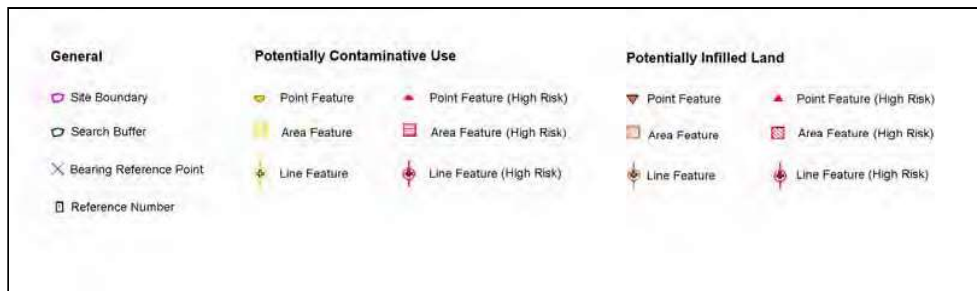 General
Site Boundary
Search Buffer
Bearing Reference Point
Reference Number
Potentially Contaminative Use
Point Feature
Point Feature (High Risk)
Area Feature
Area Feature (High Risk)
Line Feature
Line Feature (High Risk)
Potentially Infilled Land
Point Feature
Point Feature (High Risk)
Area Feature
Area Feature (High Risk)
Line Feature
Line Feature (High Risk)